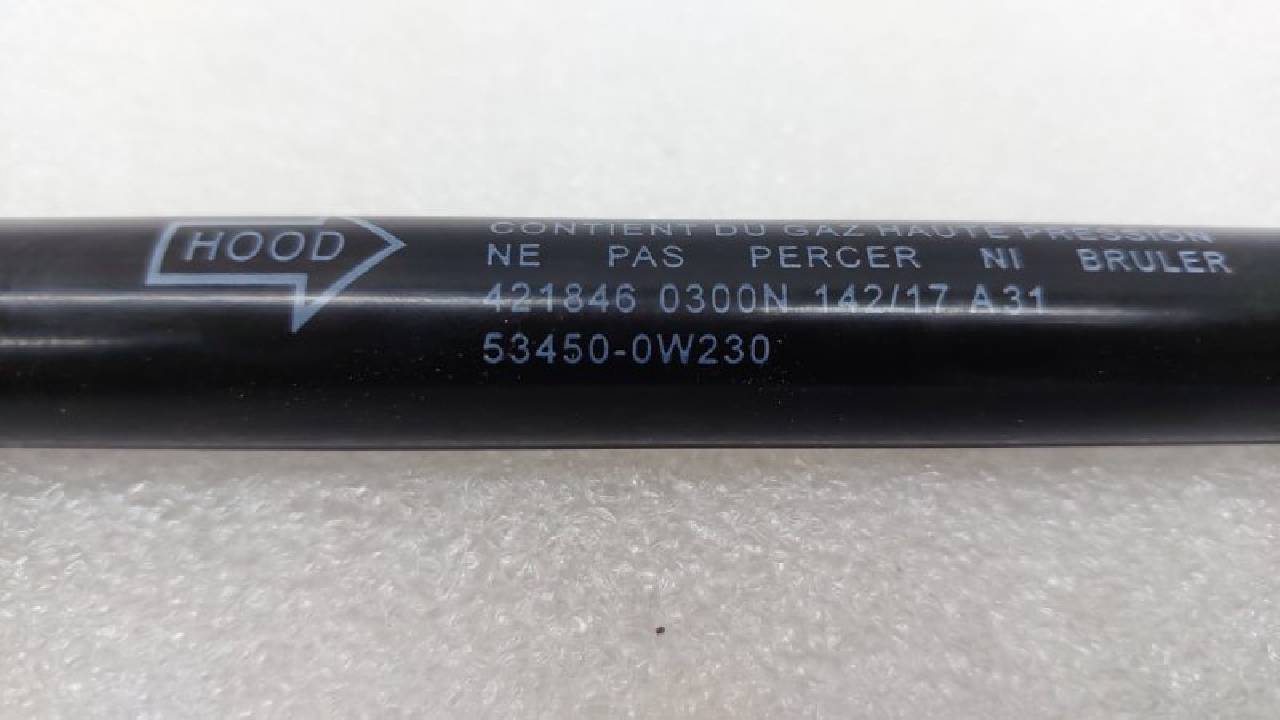 HOOD
CONTIENT DU GAZ HAUTE PRESSION
NE PAS PERCER NI BRULER
421846 0300N 142/17 A31
53450-0W230